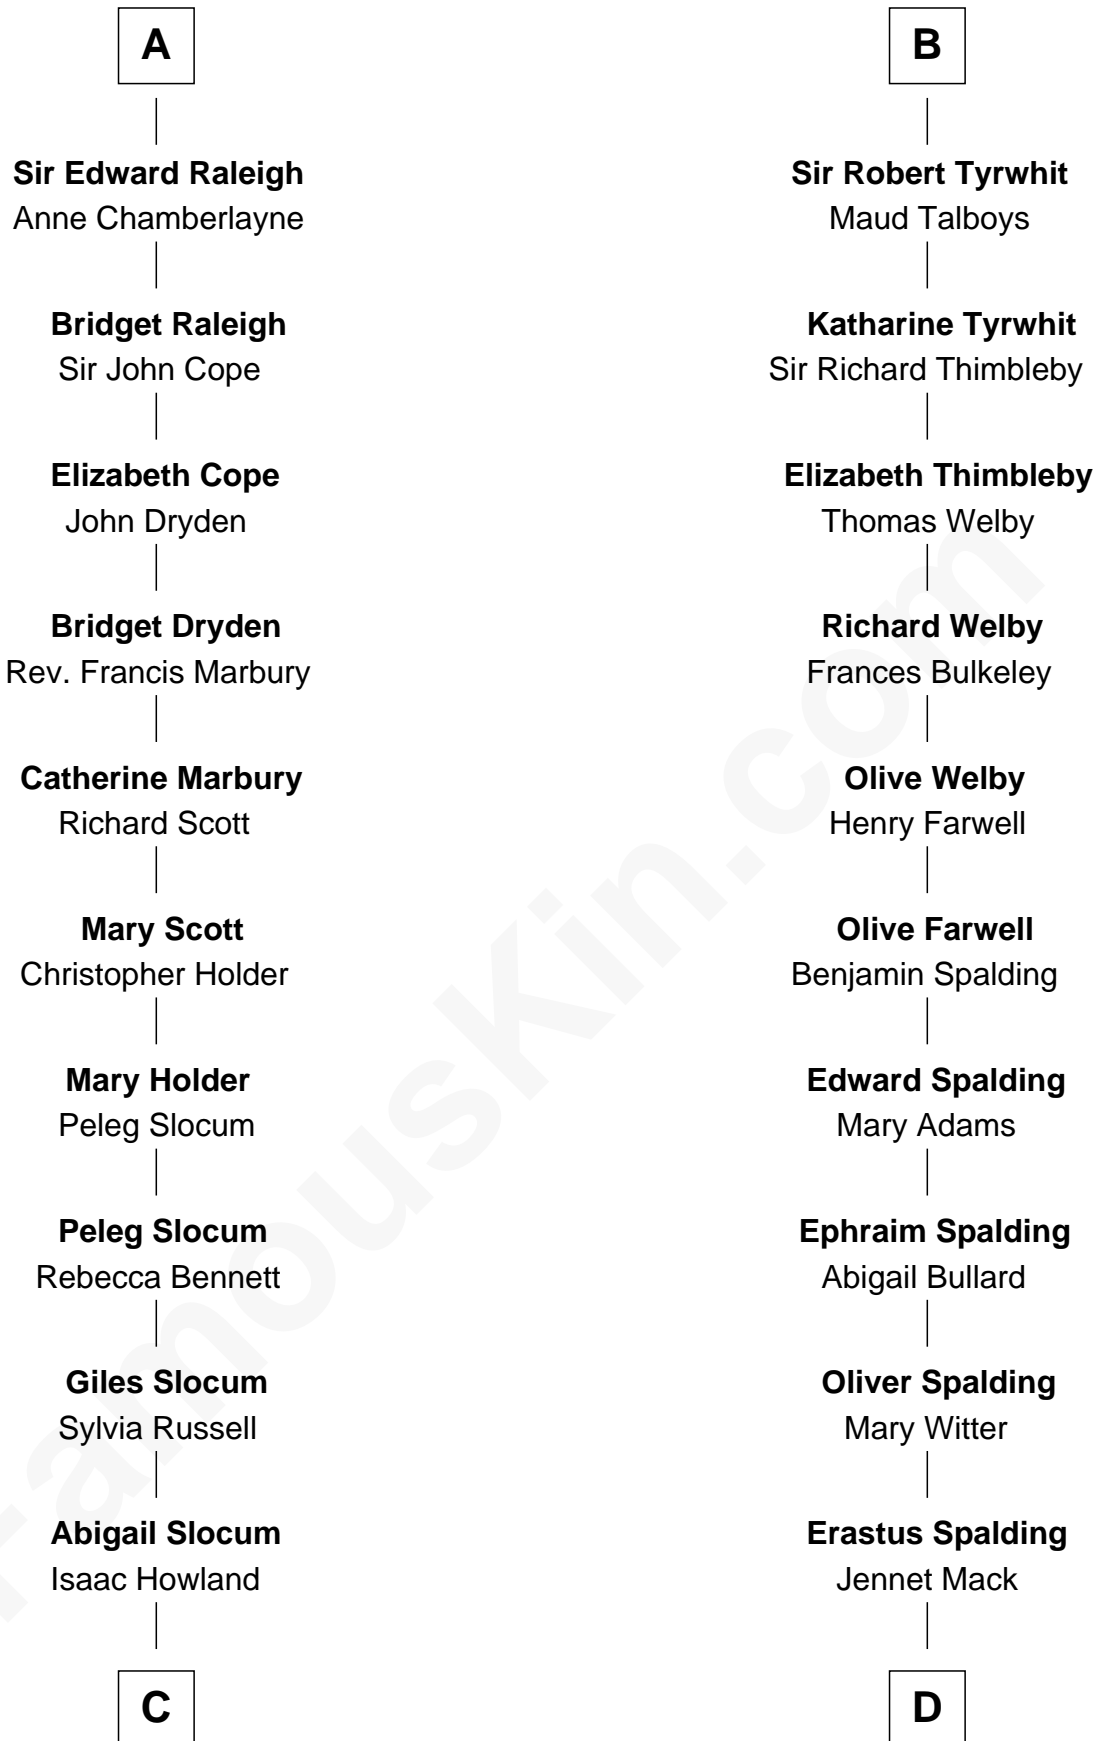 A
Sir Edward Raleigh
Anne Chamberlayne
Bridget Raleigh
Sir John Cope
Elizabeth Cope
John Dryden
Bridget Dryden
Rev. Francis Marbury
Catherine Marbury
Richard Scott
Mary Scott
Christopher Holder
Mary Holder
Peleg Slocum
Peleg Slocum
Rebecca Bennett
Giles Slocum
Sylvia Russell
Abigail Slocum
Isaac Howland
C
B
Sir Robert Tyrwhit
Maud Talboys
Katharine Tyrwhit
Sir Richard Thimbleby
Elizabeth Thimbleby
Thomas Welby
Richard Welby
Frances Bulkeley
Olive Welby
Henry Farwell
Olive Farwell
Benjamin Spalding
Edward Spalding
Mary Adams
Ephraim Spalding
Abigail Bullard
Oliver Spalding
Mary Witter
Erastus Spalding
Jennet Mack
D
FamousKin.com